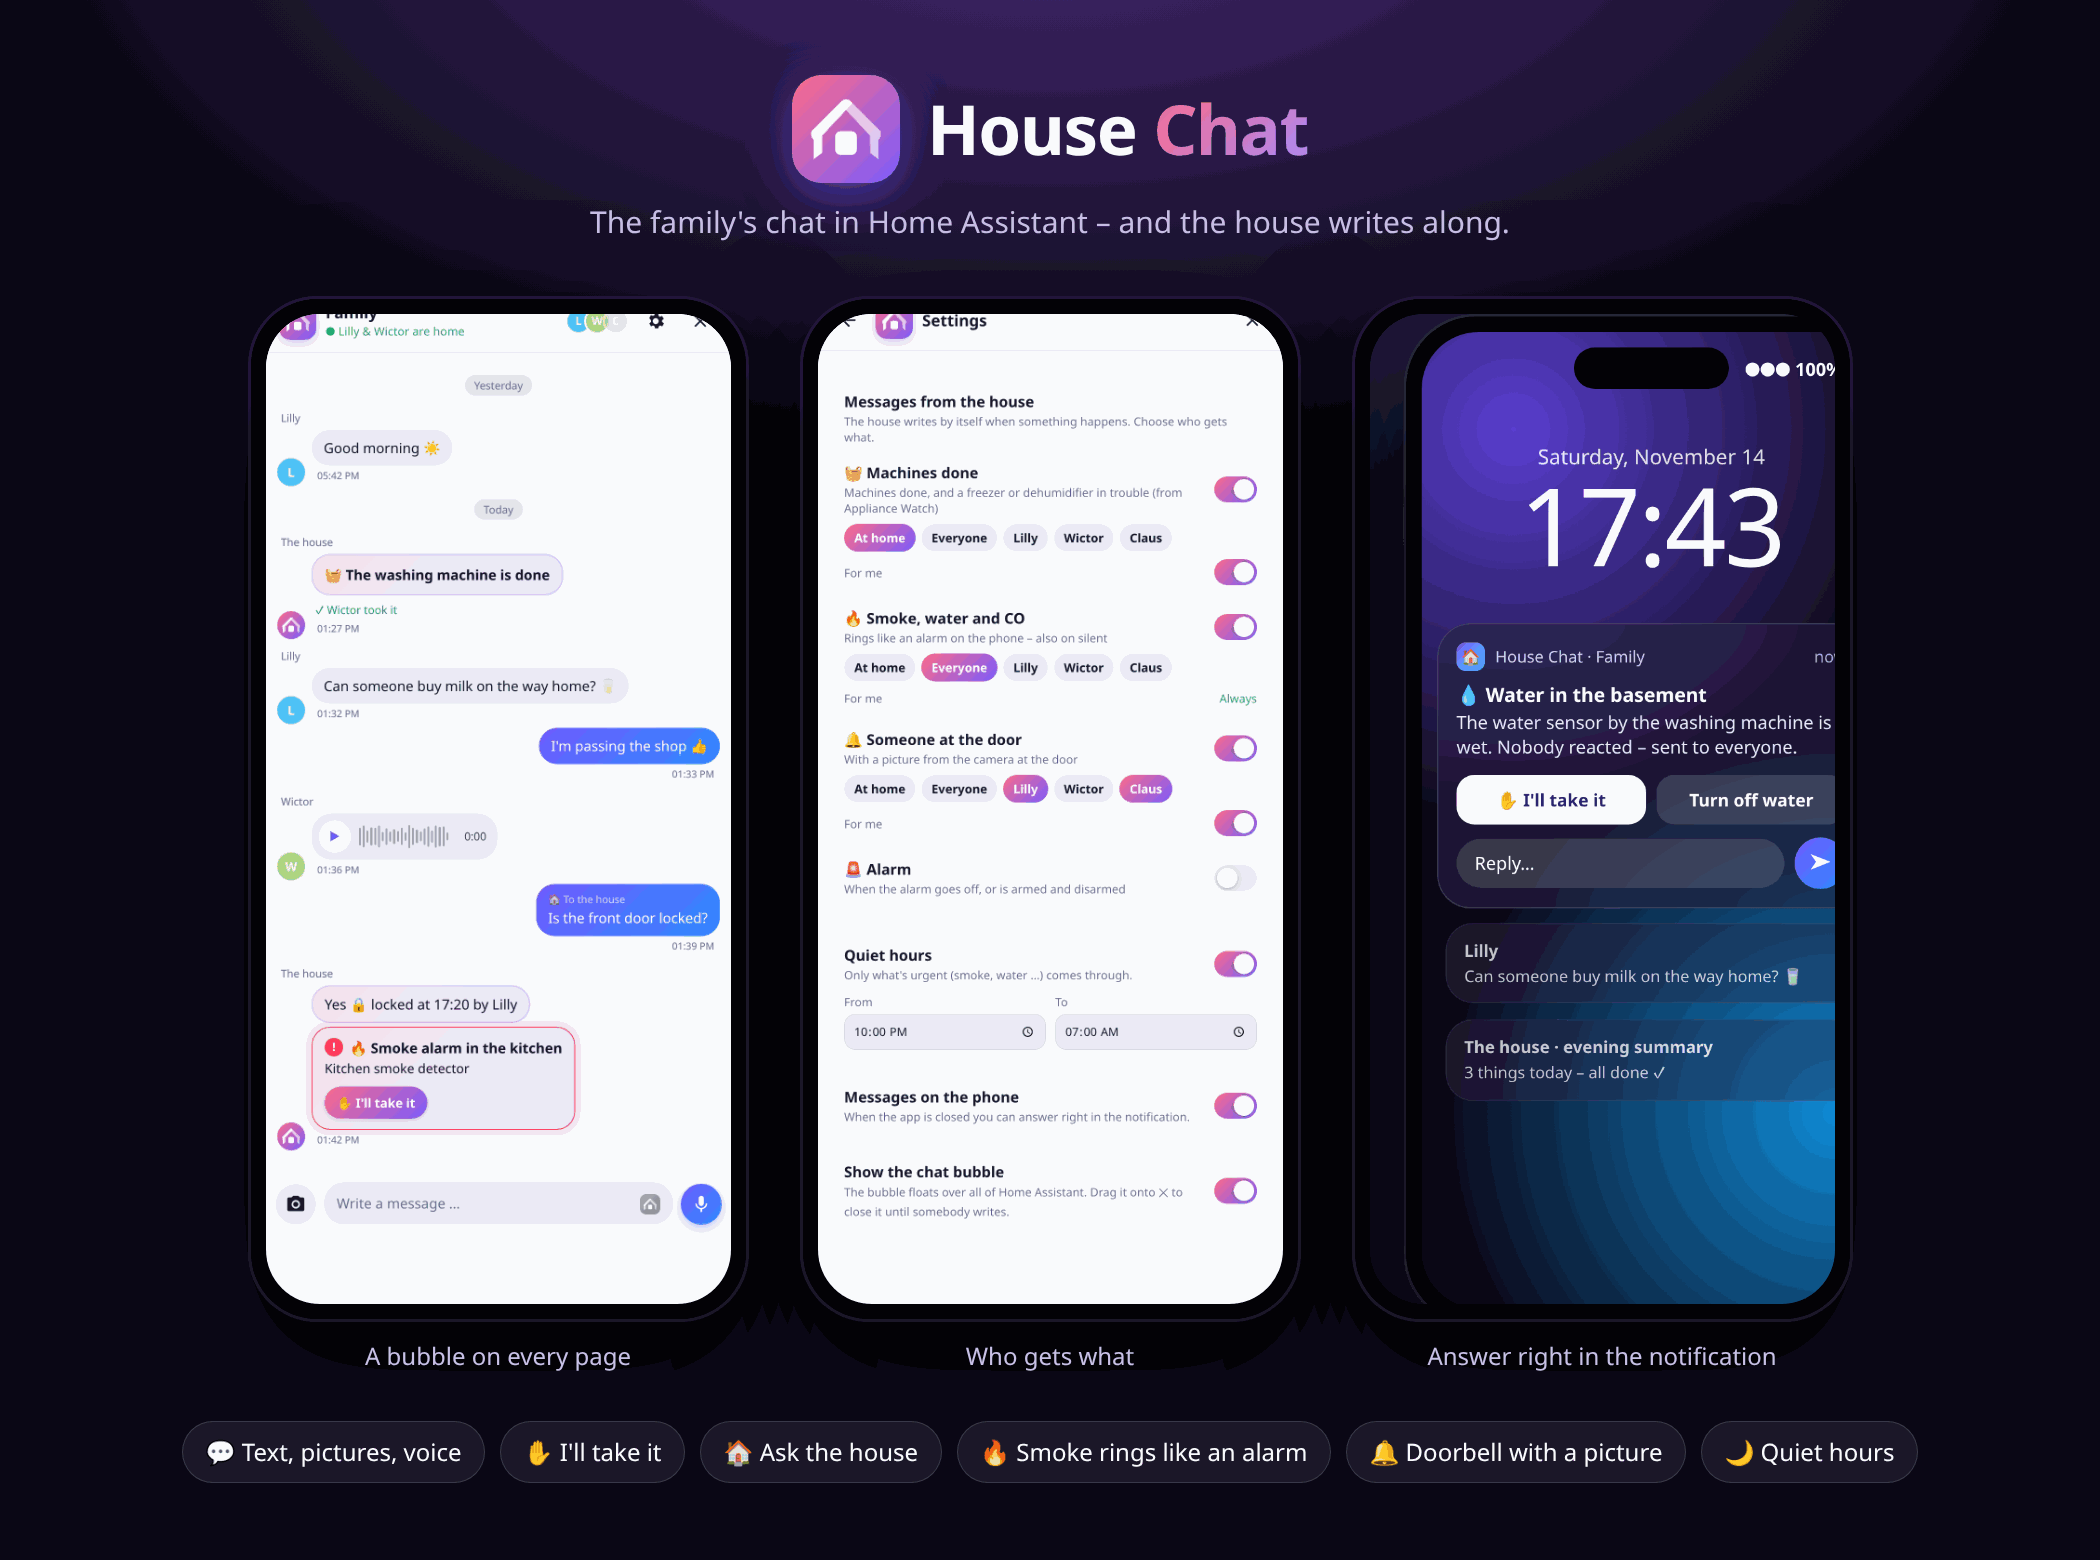 House Chat
The family's chat in Home Assistant – and the house writes along.
Family
Lilly & Wictor are home
L
W
Yesterday
Lilly
Good morning ☀️
L
05:42 PM
Today
The house
🧺 The washing machine is done
✓ Wictor took it
01:27 PM
Lilly
Can someone buy milk on the way home? 🥛
L
01:32 PM
I'm passing the shop 👍
01:33 PM
Wictor
0:00
W
01:36 PM
🏠 To the house
Is the front door locked?
01:39 PM
The house
Yes 🔒 locked at 17:20 by Lilly
! 🔥 Smoke alarm in the kitchen
Kitchen smoke detector
✋ I'll take it
01:42 PM
Write a message ...
A bubble on every page
Settings
Messages from the house
The house writes by itself when something happens. Choose who gets
what.
🧺 Machines done
Machines done, and a freezer or dehumidifier in trouble (from
Appliance Watch)
At home Everyone Lilly Wictor Claus
For me
🔥 Smoke, water and CO
Rings like an alarm on the phone – also on silent
At home Everyone Lilly Wictor Claus
For me Always
🔔 Someone at the door
With a picture from the camera at the door
At home Everyone Lilly Wictor Claus
For me
🚨 Alarm
When the alarm goes off, or is armed and disarmed
Quiet hours
Only what's urgent (smoke, water ...) comes through.
From To
10:00 PM 07:00 AM
Messages on the phone
When the app is closed you can answer right in the notification.
Show the chat bubble
The bubble floats over all of Home Assistant. Drag it onto ✕ to
close it until somebody writes.
Who gets what
100%
Saturday, November 14
17:43
House Chat · Family
💧 Water in the basement
The water sensor by the washing machine is
wet. Nobody reacted – sent to everyone.
✋ I'll take it Turn off water
Reply...
Lilly
Can someone buy milk on the way home? 🥛
The house · evening summary
3 things today – all done ✓
Answer right in the notification
💬 Text, pictures, voice ✋ I'll take it 🏠 Ask the house 🔥 Smoke rings like an alarm 🔔 Doorbell with a picture 🌙 Quiet hours